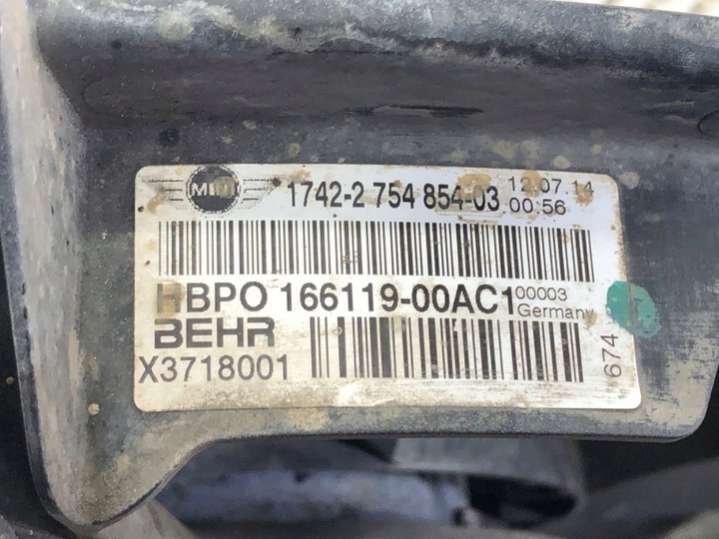 MINI
1742-2 754 854-03 12.07.14
00:56
HBPO 166119-00AC1 00003
Germany
BEHR
X3718001
674